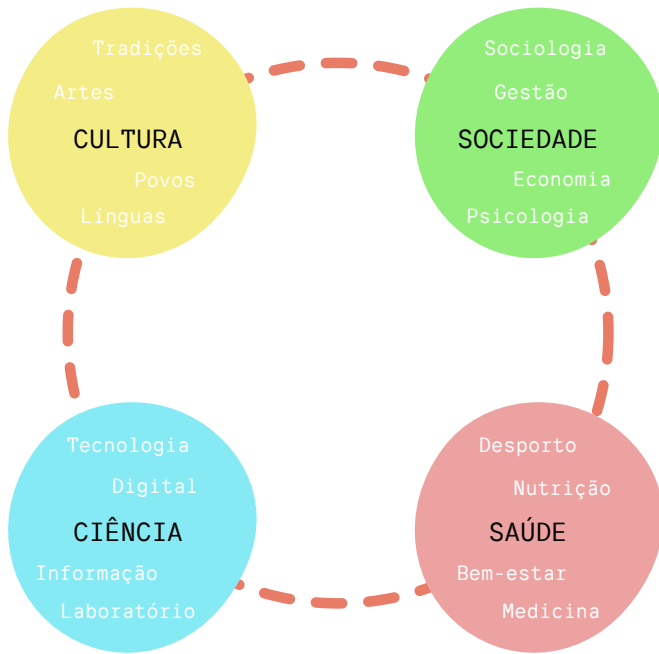 Tradições
Artes
CULTURA
Povos
Línguas
Sociologia
Gestão
SOCIEDADE
Economia
Psicologia
Tecnologia
Digital
CIÊNCIA
Informação
Laboratório
Desporto
Nutrição
SAÚDE
Bem-estar
Medicina